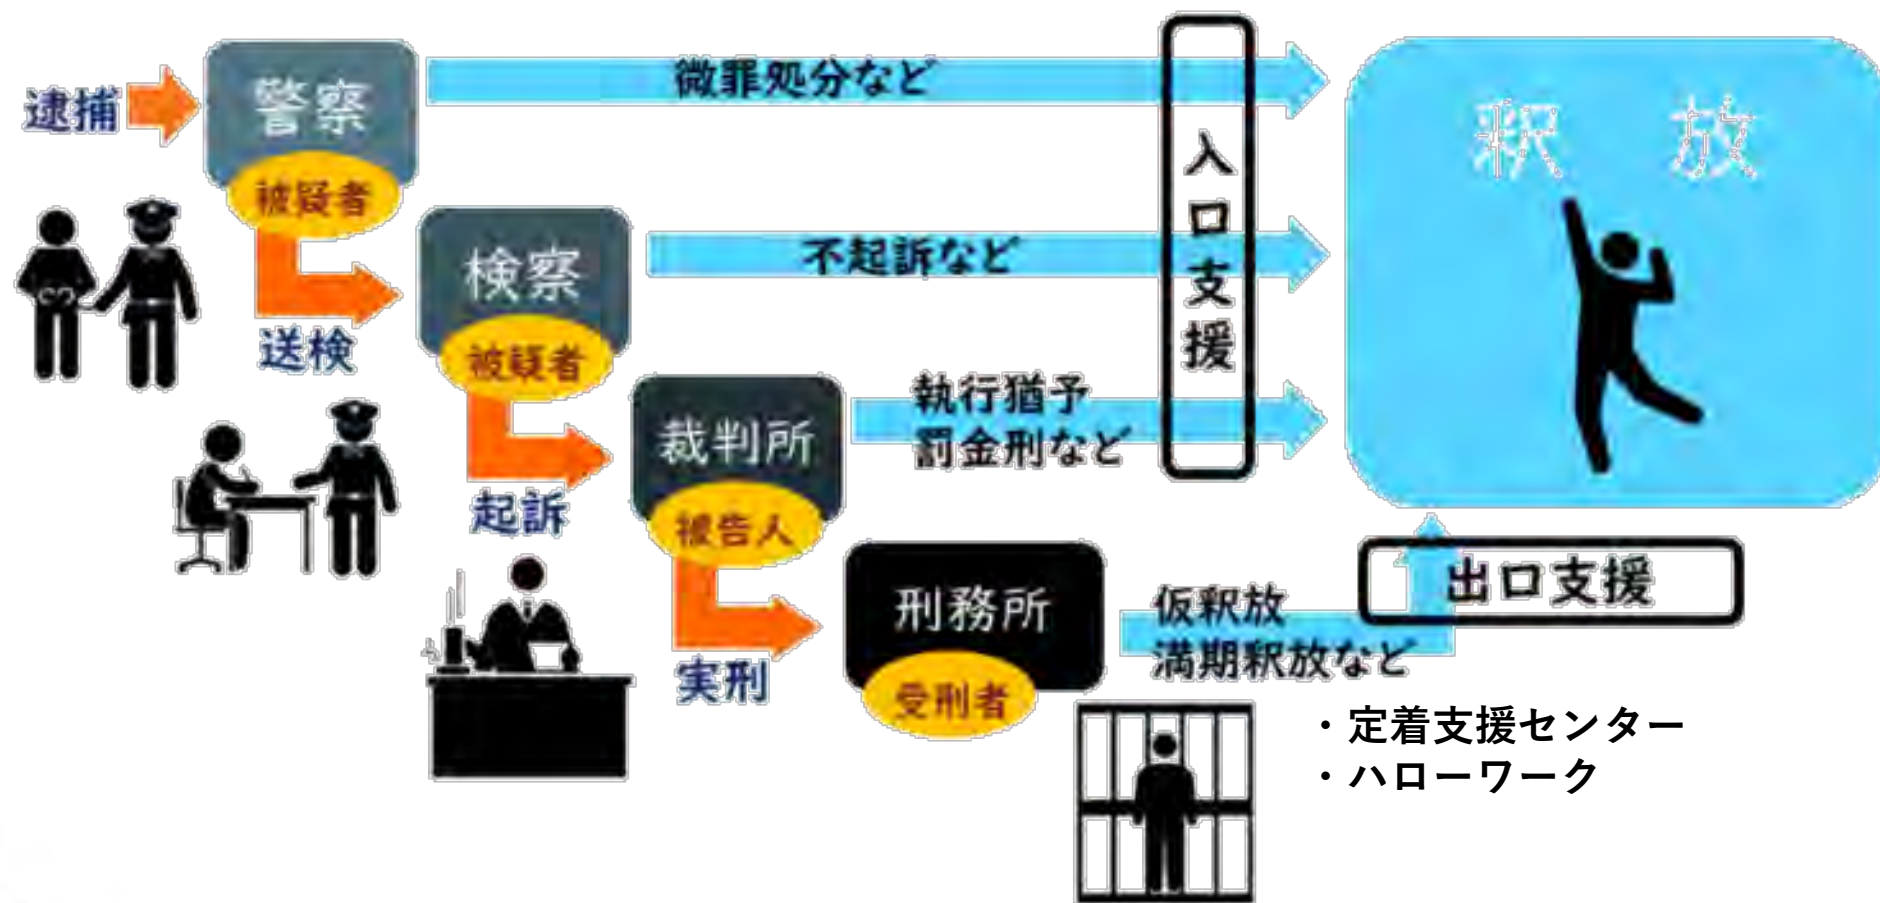 逮捕
警察
被疑者
微罪処分など
送検
検察
被疑者
不起訴など
起訴
裁判所
被告人
執行猶予
罰金刑など
入口支援
釈放
実刑
刑務所
受刑者
仮釈放
満期釈放など
出口支援
・定着支援センター
・ハローワーク